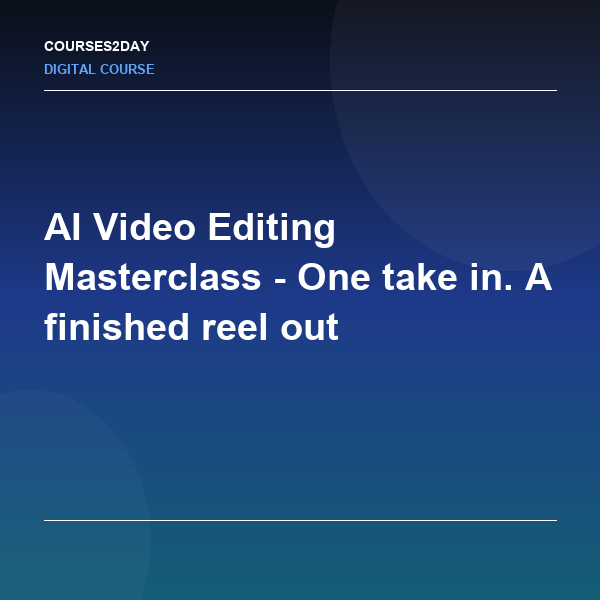 COURSES2DAY
DIGITAL COURSE
AI Video Editing
Masterclass - One take in. A
finished reel out